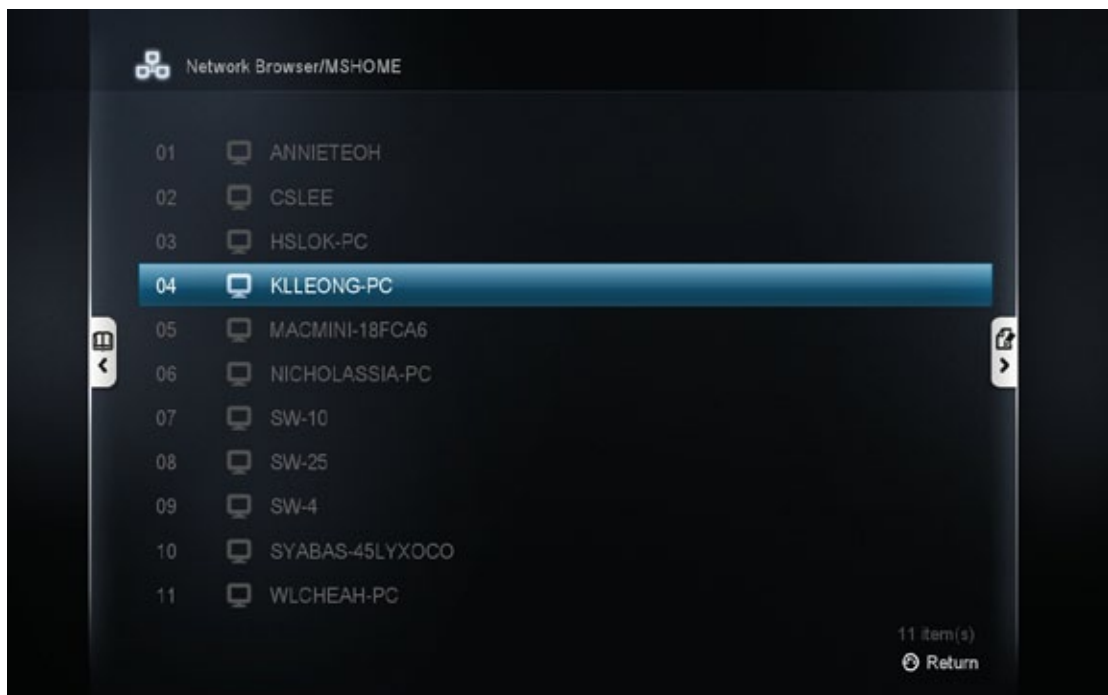 Network Browser/MSHOME
01 ANNIETEOH
02 CSLEE
03 HSLOK-PC
04 KLLEONG-PC
05 MACMINI-18FCA6
06 NICHOLASSIA-PC
07 SW-10
08 SW-25
09 SW-4
10 SYABAS-45LYXOCO
11 WLCHEAH-PC
11 item(s)
Return